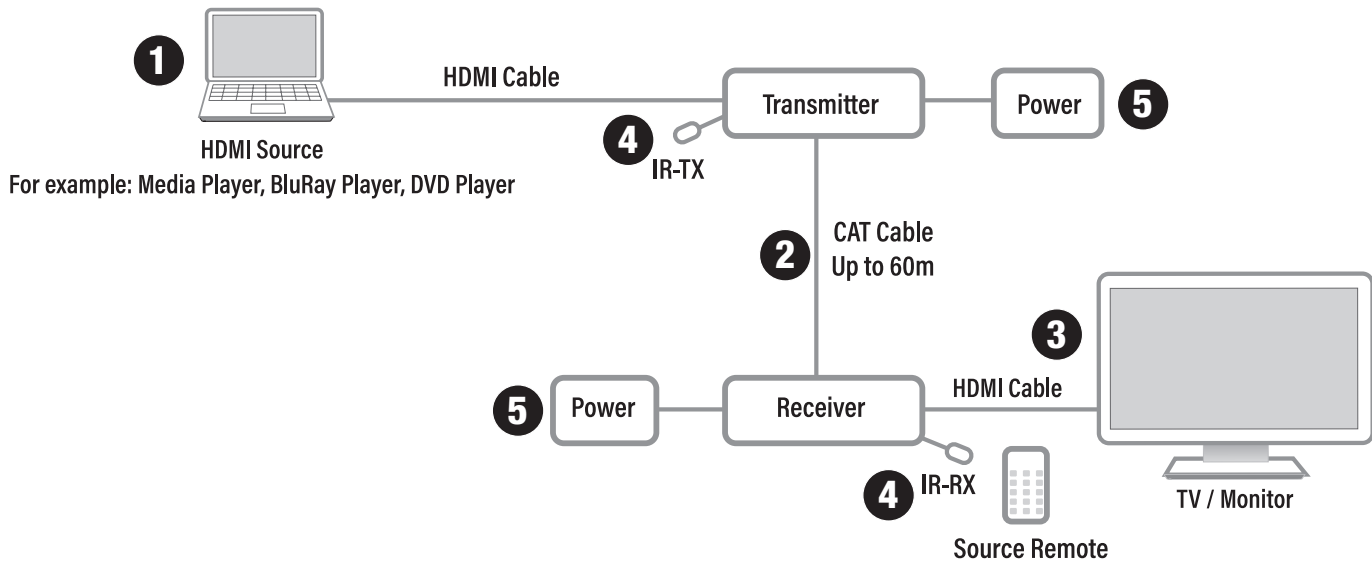 1
HDMI Cable
Transmitter
Power
5
4
IR-TX
HDMI Source
For example: Media Player, BluRay Player, DVD Player
2
CAT Cable
Up to 60m
3
5
Power
Receiver
HDMI Cable
4
IR-RX
TV / Monitor
Source Remote